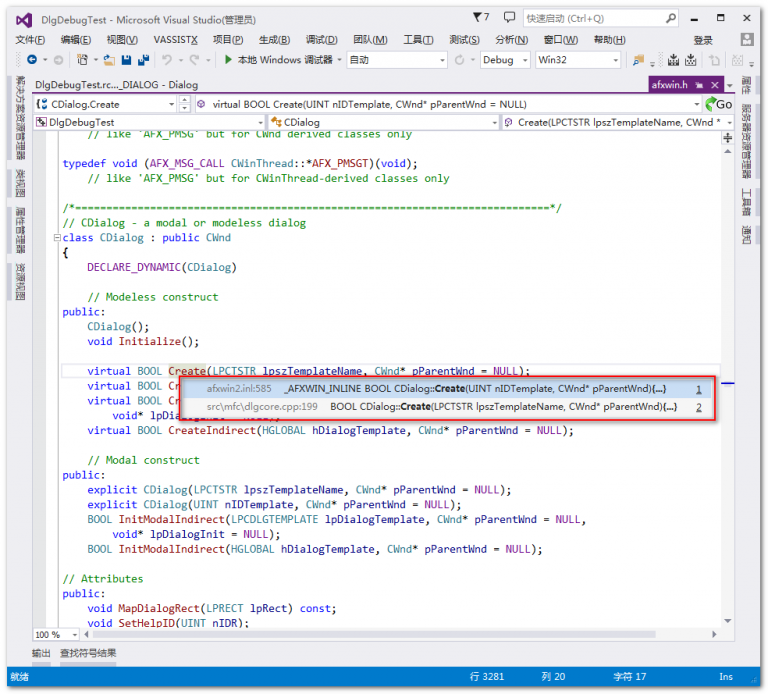 DlgDebugTest - Microsoft Visual Studio(管理员)
7
快速启动 (Ctrl+Q)
文件(F) 编辑(E) 视图(V) VASSISTX 项目(P) 生成(B) 调试(D) 团队(M) 工具(T) 测试(S) 分析(N) 窗口(W) 帮助(H) 登录
本地 Windows 调试器 自动 Debug Win32
DlgDebugTest.rc..._DIALOG - Dialog afxwin.h
CDialog.Create virtual BOOL Create(UINT nIDTemplate, CWnd* pParentWnd = NULL) Go
DlgDebugTest CDialog Create(LPCTSTR lpszTemplateName, CWnd *
// like 'AFX_PMSG' but for CWnd derived classes only
typedef void (AFX_MSG_CALL CWinThread::*AFX_PMSGT)(void);
// like 'AFX_PMSG' but for CWinThread-derived classes only
/*============================================================================*/
// CDialog - a modal or modeless dialog
class CDialog : public CWnd
{
DECLARE_DYNAMIC(CDialog)
// Modeless construct
public:
CDialog();
void Initialize();
virtual BOOL Create(LPCTSTR lpszTemplateName, CWnd* pParentWnd = NULL);
virtual BOOL Cr
afxwin2.inl:585 _AFXWIN_INLINE BOOL CDialog::Create(UINT nIDTemplate, CWnd* pParentWnd){...} 1
virtual BOOL Cr
src\mfc\dlgcore.cpp:199 BOOL CDialog::Create(LPCTSTR lpszTemplateName, CWnd* pParentWnd){...} 2
void* lpDi
virtual BOOL CreateIndirect(HGLOBAL hDialogTemplate, CWnd* pParentWnd = NULL);
// Modal construct
public:
explicit CDialog(LPCTSTR lpszTemplateName, CWnd* pParentWnd = NULL);
explicit CDialog(UINT nIDTemplate, CWnd* pParentWnd = NULL);
BOOL InitModalIndirect(LPCDLGTEMPLATE lpDialogTemplate, CWnd* pParentWnd = NULL,
void* lpDialogInit = NULL);
BOOL InitModalIndirect(HGLOBAL hDialogTemplate, CWnd* pParentWnd = NULL);
// Attributes
public:
void MapDialogRect(LPRECT lpRect) const;
void SetHelpID(UINT nIDR);
100 %
输出 查找符号结果
就绪 行 3281 列 20 字符 17 Ins
解决方案资源管理器
类视图
属性管理器
资源视图
属性
服务器资源管理器
工具箱
通知